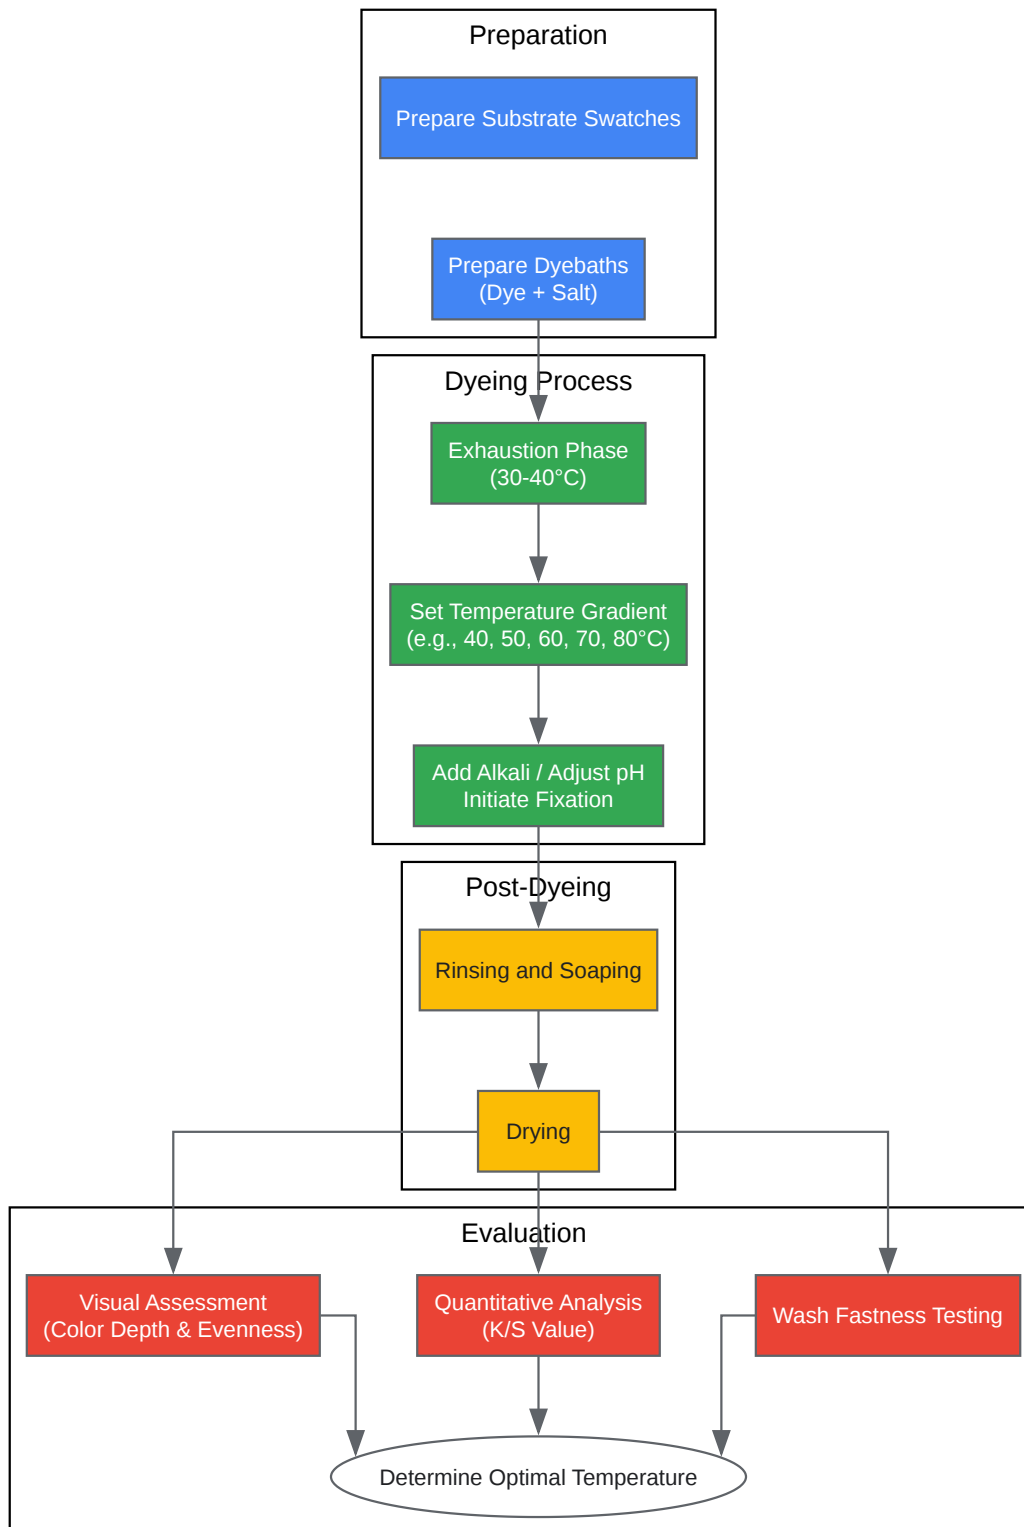 Preparation
Prepare Substrate Swatches
Prepare Dyebaths
(Dye + Salt)
Dyeing Process
Exhaustion Phase
(30-40°C)
Set Temperature Gradient
(e.g., 40, 50, 60, 70, 80°C)
Add Alkali / Adjust pH
Initiate Fixation
Post-Dyeing
Rinsing and Soaping
Drying
Evaluation
Visual Assessment
(Color Depth & Evenness)
Quantitative Analysis
(K/S Value)
Wash Fastness Testing
Determine Optimal Temperature